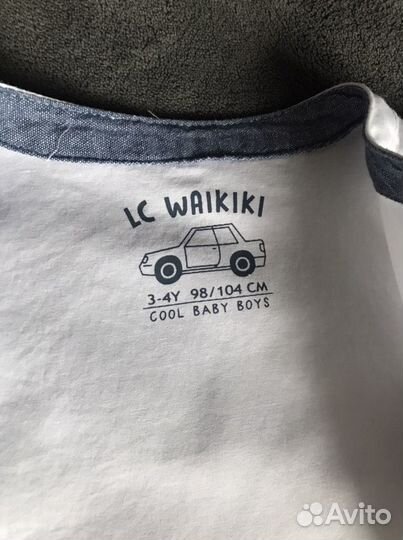 LC WAIKIKI
3-4Y 98/104 CM
COOL BABY BOYS
Avito